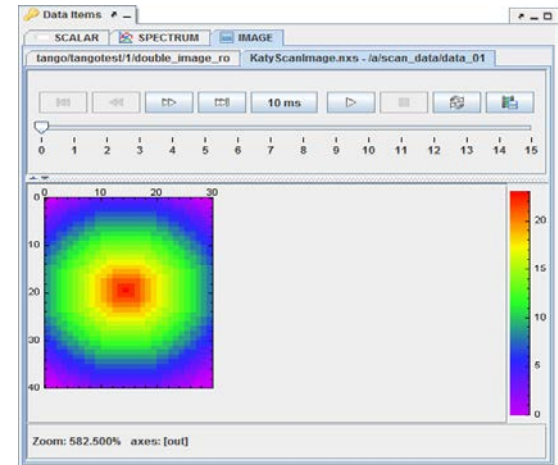 Data Items
SCALAR SPECTRUM IMAGE
tango/tangotest/1/double_image_ro KatyScanImage.nxs - /a/scan_data/data_01
10 ms
0 1 2 3 4 5 6 7 8 9 10 11 12 13 14 15
0 10 20 30
0
10
20
30
40
20
15
10
5
0
Zoom: 582.500% axes: [out]